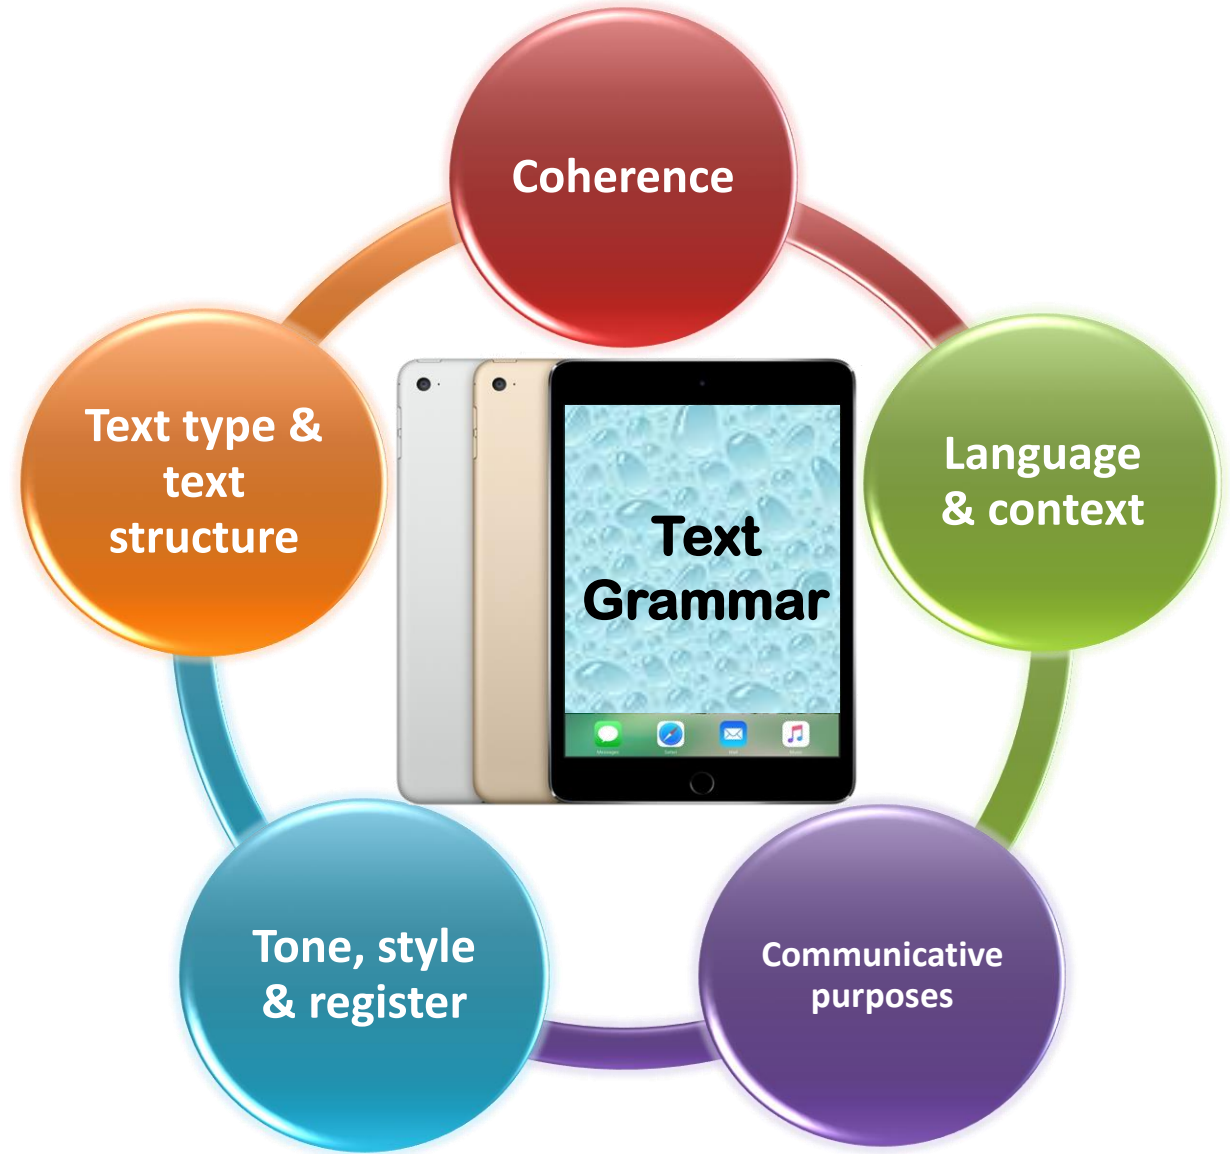 Coherence
Text type &
text
structure
Language
& context
Text
Grammar
Tone, style
& register
Communicative
purposes